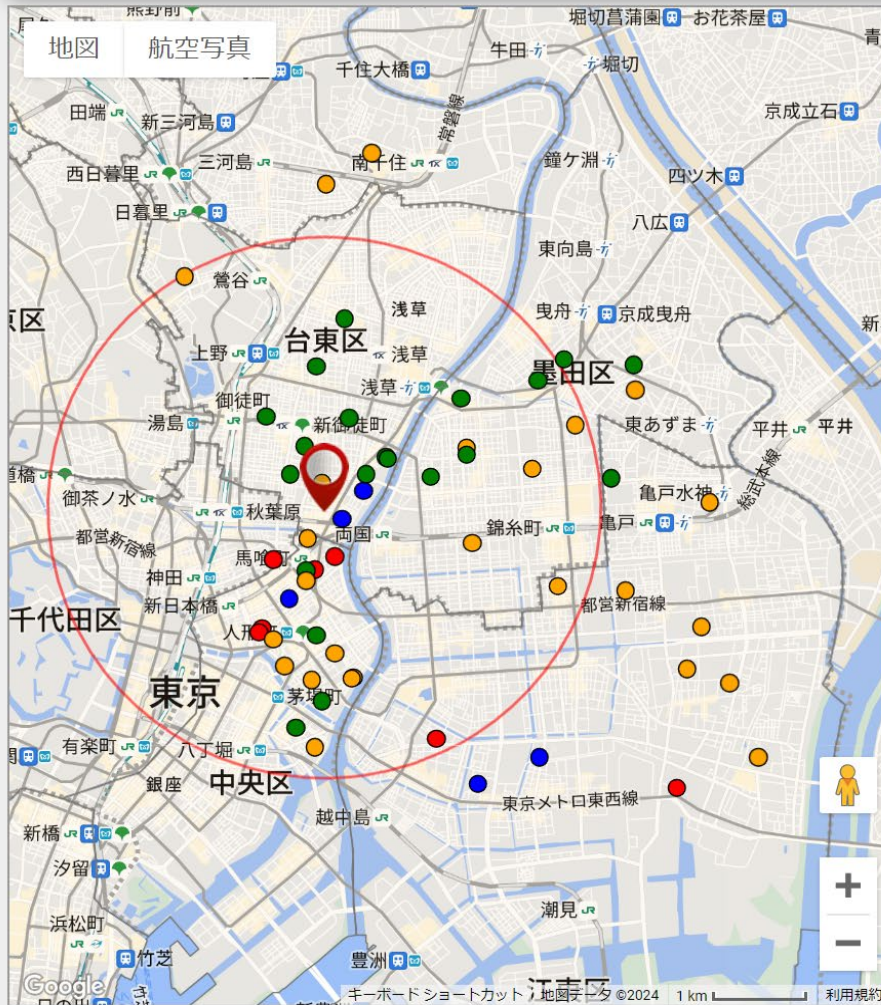 熊野前
堀切菖蒲園
お花茶屋
地図
航空写真
牛田
堀切
千住大橋
京成立石
田端
新三河島
常磐線
三河島
南千住
鐘ケ淵
西日暮里
四ツ木
日暮里
八広
東向島
鶯谷
浅草
曳舟
京成曳舟
台東区
上野
浅草
墨田区
御徒町
浅草
湯島
新御徒町
東あずま
平井
平井
総武本線
御茶ノ水
亀戸水神
秋葉原
両国
錦糸町
亀戸
都営新宿線
馬喰町
神田
新日本橋
都営新宿線
千代田区
人形町
東京
茅場町
有楽町
八丁堀
銀座
中央区
越中島
東京メトロ東西線
新橋
汐留
潮見
浜松町
竹芝
豊洲
江東区
Google
キーボード ショートカット
地図データ ©2024
1 km
利用規約